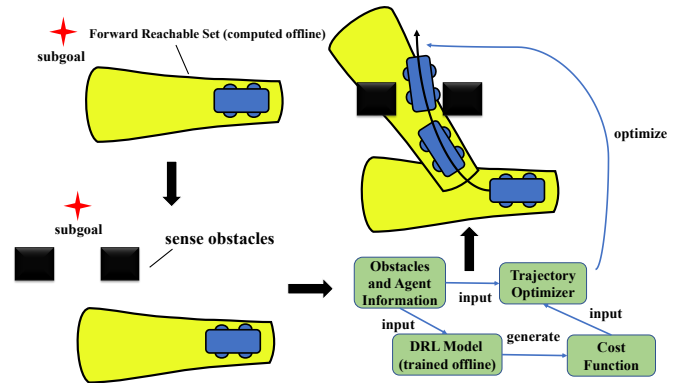 Forward Reachable Set (computed offline)
subgoal
optimize
subgoal
sense obstacles
Obstacles
and Agent
Information
input
Trajectory
Optimizer
input
input
DRL Model
(trained offline)
generate
Cost
Function